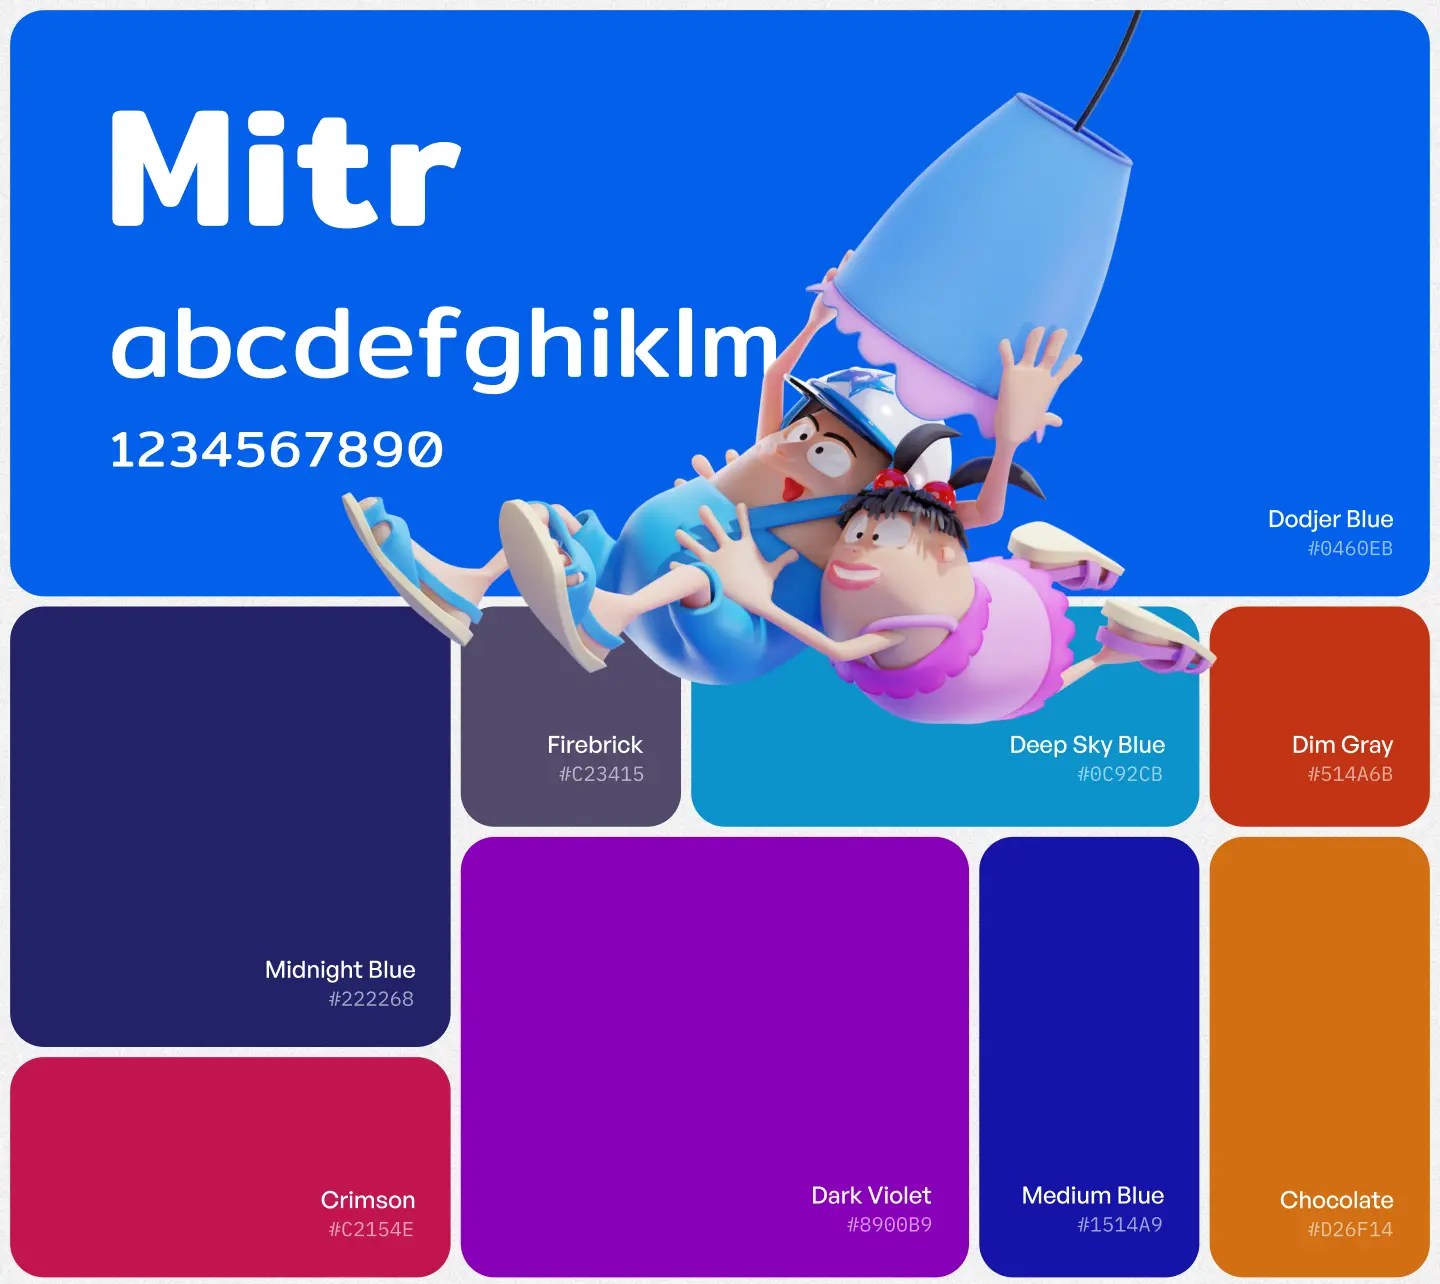 Mitr
abcdefghiklm
1234567890
Dodjer Blue
#0460EB
Firebrick
#C23415
Deep Sky Blue
#0C92CB
Dim Gray
#514A6B
Midnight Blue
#222268
Crimson
#C2154E
Dark Violet
#8900B9
Medium Blue
#1514A9
Chocolate
#D26F14